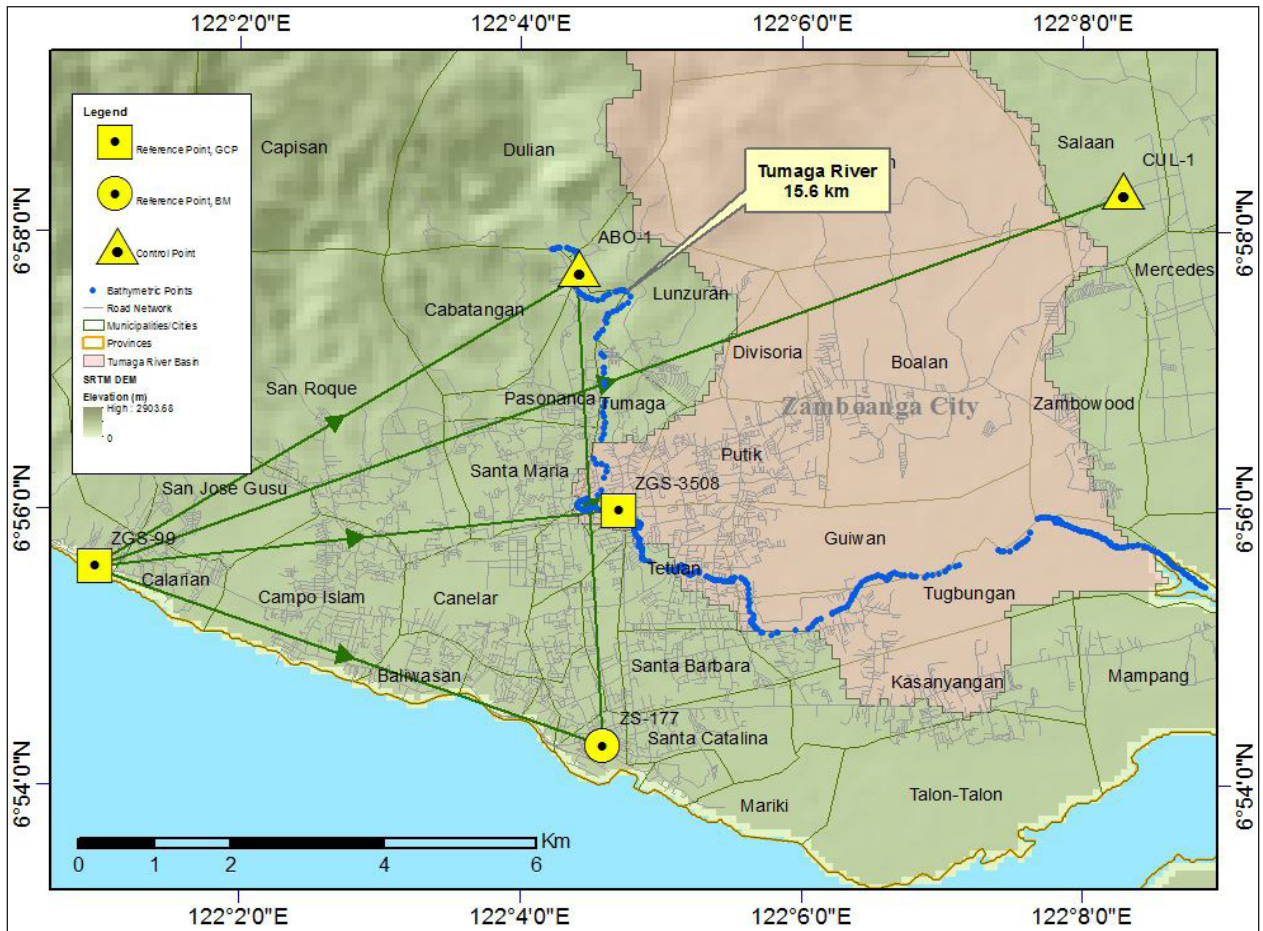 122°2'0"E 122°4'0"E 122°6'0"E 122°8'0"E
Legend
Reference Point, GCP
Reference Point, BM
Control Point
Bathymetric Points
Road Network
Municipalities/Cities
Provinces
Tumaga River Basin
SRTM DEM
Elevation (m)
High : 2903.68
0
Capisan
Dulian
Salaan
CUL-1
Tumaga River
15.6 km
6°58'0"N
6°58'0"N
ABO-1
Mercedes
Cabatangan
Lunzuran
Divisoria
Boalan
San Roque
Pasonanca
Tumaga
Zamboanga City
Zambowood
Santa Maria
Putik
San Jose Gusu
ZGS-3508
6°56'0"N
6°56'0"N
ZGS-99
Guiwan
Calarian
Tetuan
Campo Islam
Canelar
Tugbungan
Baliwasan
Santa Barbara
Kasanyangan
Mampang
ZS-177
Santa Catalina
6°54'0"N
6°54'0"N
Mariki
Talon-Talon
Km
0 1 2 4 6
122°2'0"E 122°4'0"E 122°6'0"E 122°8'0"E